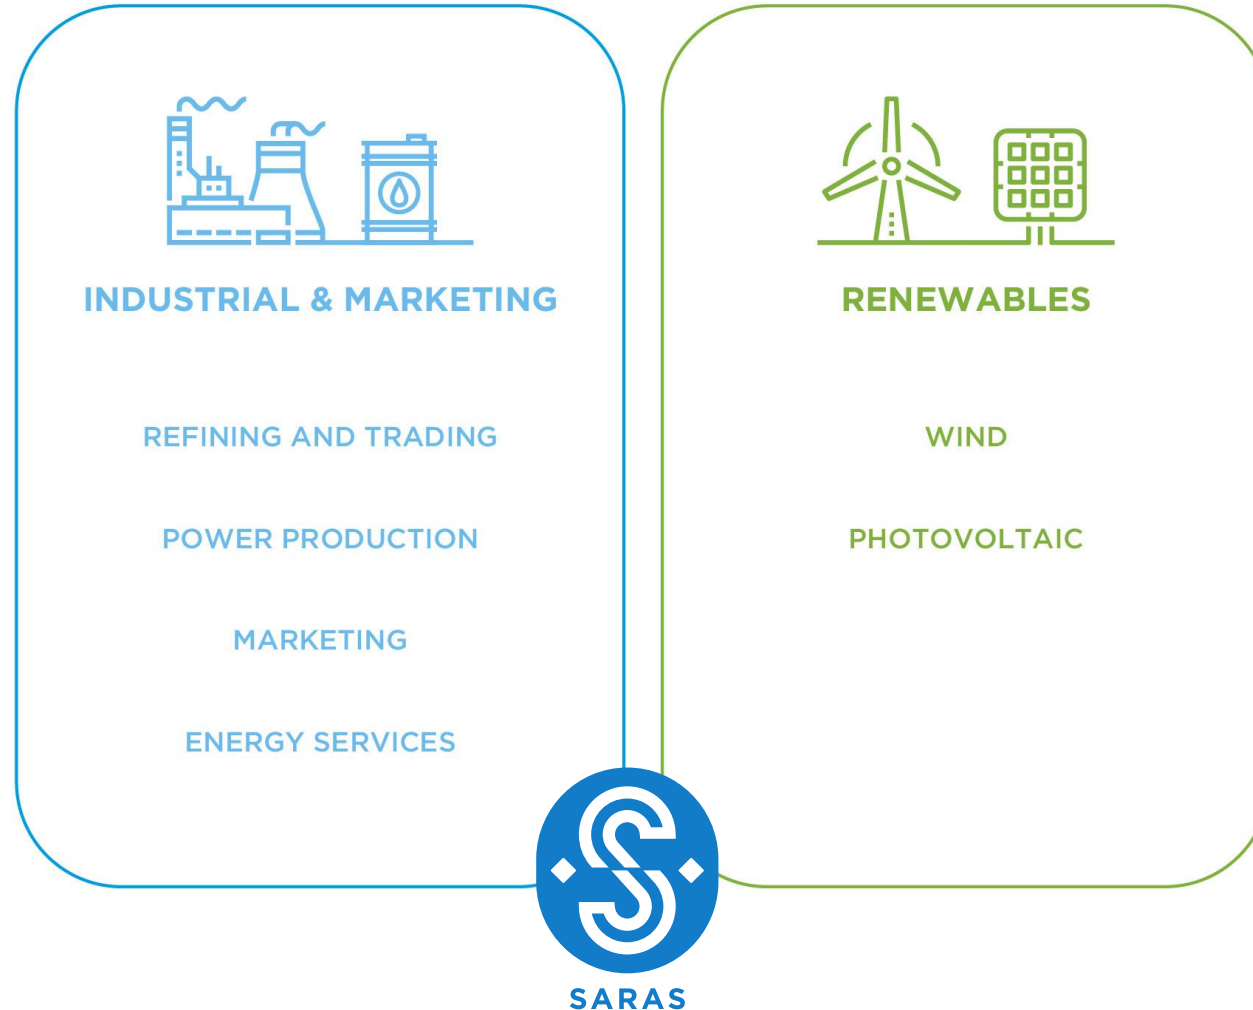 INDUSTRIAL & MARKETING
REFINING AND TRADING
POWER PRODUCTION
MARKETING
ENERGY SERVICES
RENEWABLES
WIND
PHOTOVOLTAIC
SARAS